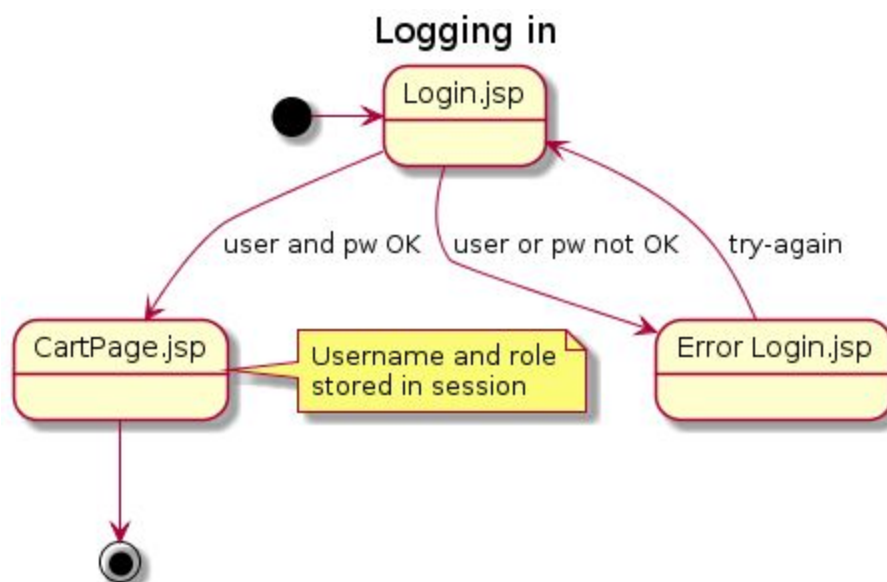 Logging in
Login.jsp
user and pw OK
user or pw not OK
try-again
CartPage.jsp
Username and role
stored in session
Error Login.jsp